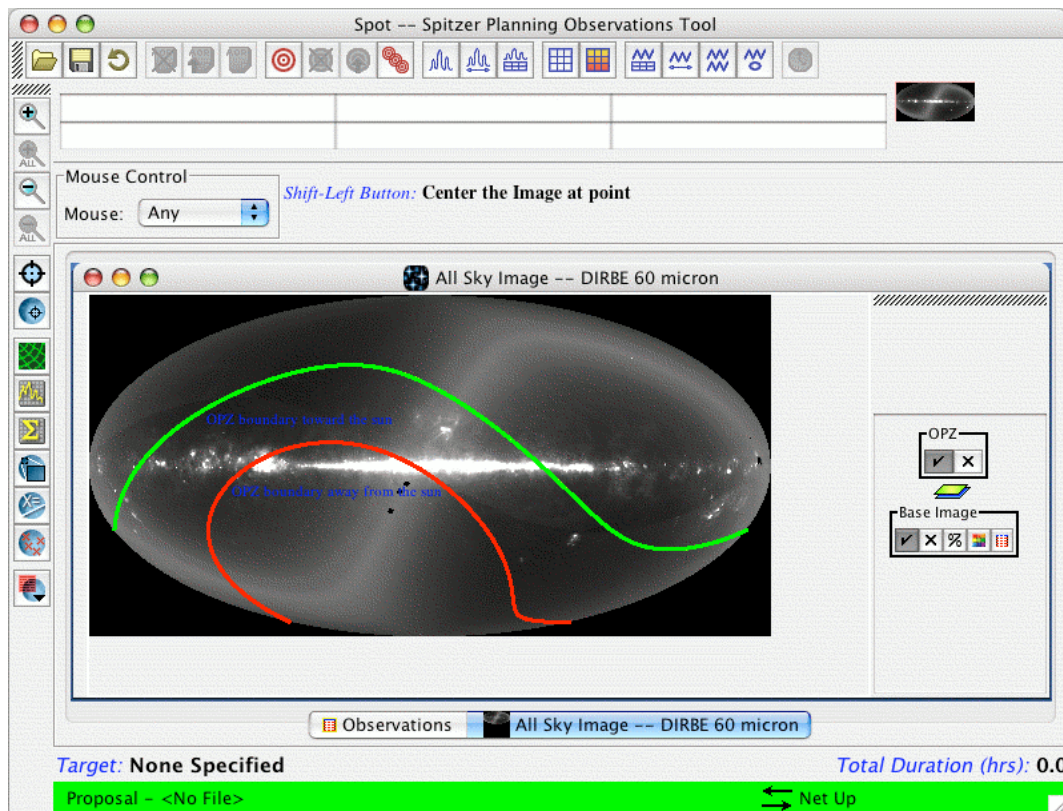 Spot -- Spitzer Planning Observations Tool
ALL
ALL
Mouse Control
Mouse: Any
Shift-Left Button: Center the Image at point
All Sky Image -- DIRBE 60 micron
OPZ boundary toward the sun
OPZ boundary away from the sun
OPZ
Base Image
Observations
All Sky Image -- DIRBE 60 micron
Target: None Specified
Total Duration (hrs): 0.0
Proposal - <No File>
Net Up